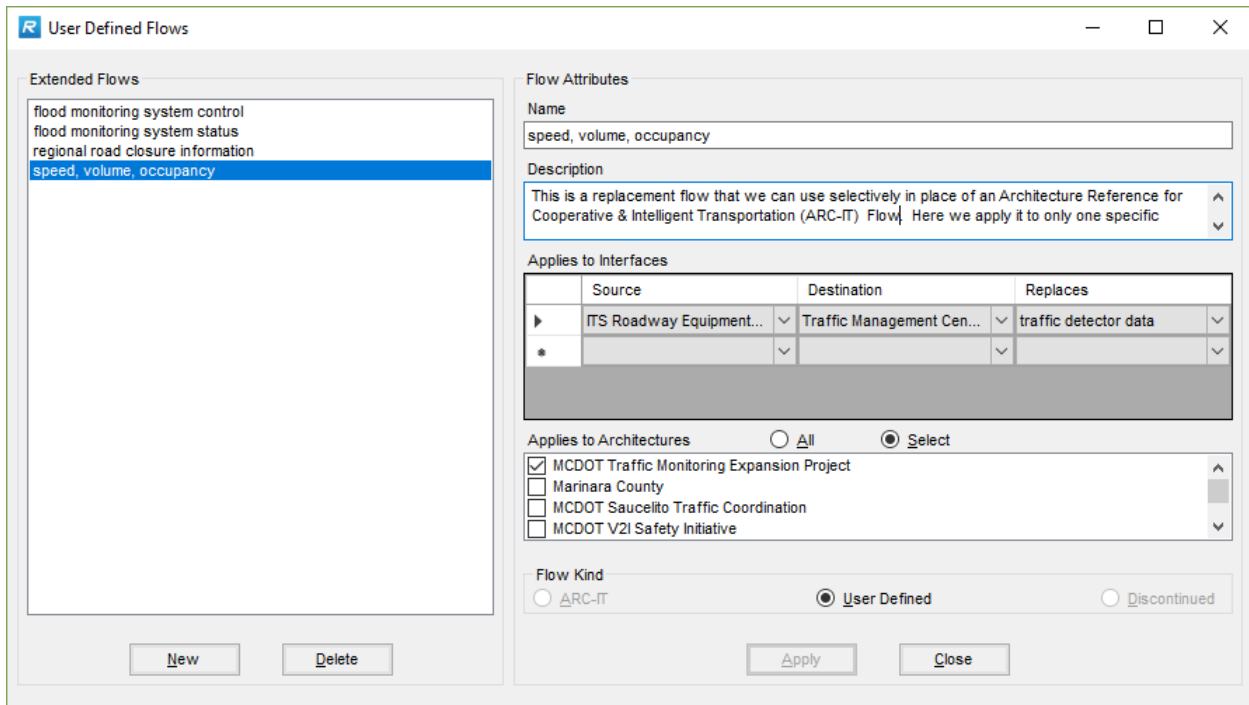 User Defined Flows
Extended Flows
flood monitoring system control
flood monitoring system status
regional road closure information
speed, volume, occupancy
New
Delete
Flow Attributes
Name
speed, volume, occupancy
Description
This is a replacement flow that we can use selectively in place of an Architecture Reference for
Cooperative & Intelligent Transportation (ARC-IT)  Flow.  Here we apply it to only one specific
Applies to Interfaces
Source Destination Replaces
ITS Roadway Equipment... Traffic Management Cen... traffic detector data
Applies to Architectures All Select
MCDOT Traffic Monitoring Expansion Project
Marinara County
MCDOT Saucelito Traffic Coordination
MCDOT V2I Safety Initiative
Flow Kind
ARC-IT User Defined Discontinued
Apply Close